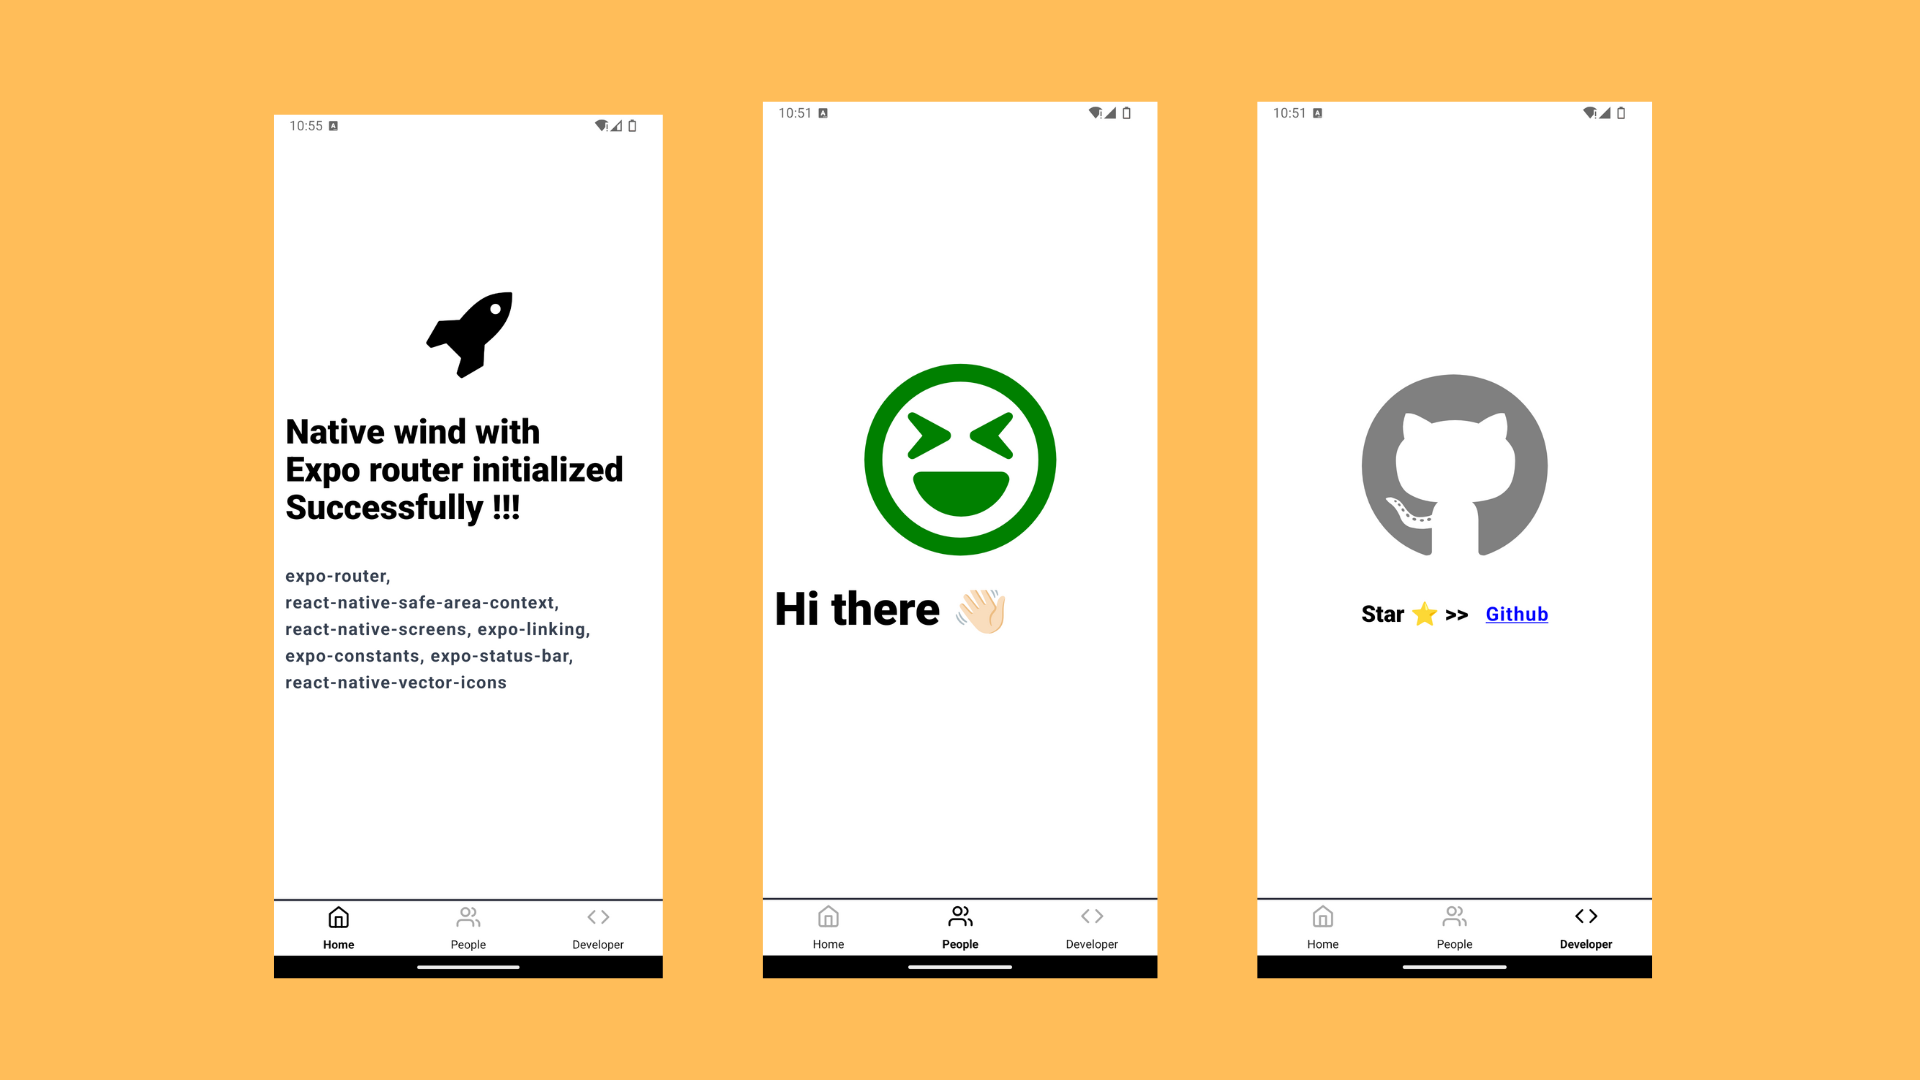 10:55
Native wind with
Expo router initialized
Successfully !!!
expo-router,
react-native-safe-area-context,
react-native-screens, expo-linking,
expo-constants, expo-status-bar,
react-native-vector-icons
Home People Developer
10:51
Hi there 👋🏻
Home People Developer
10:51
Star ⭐ >> Github
Home People Developer